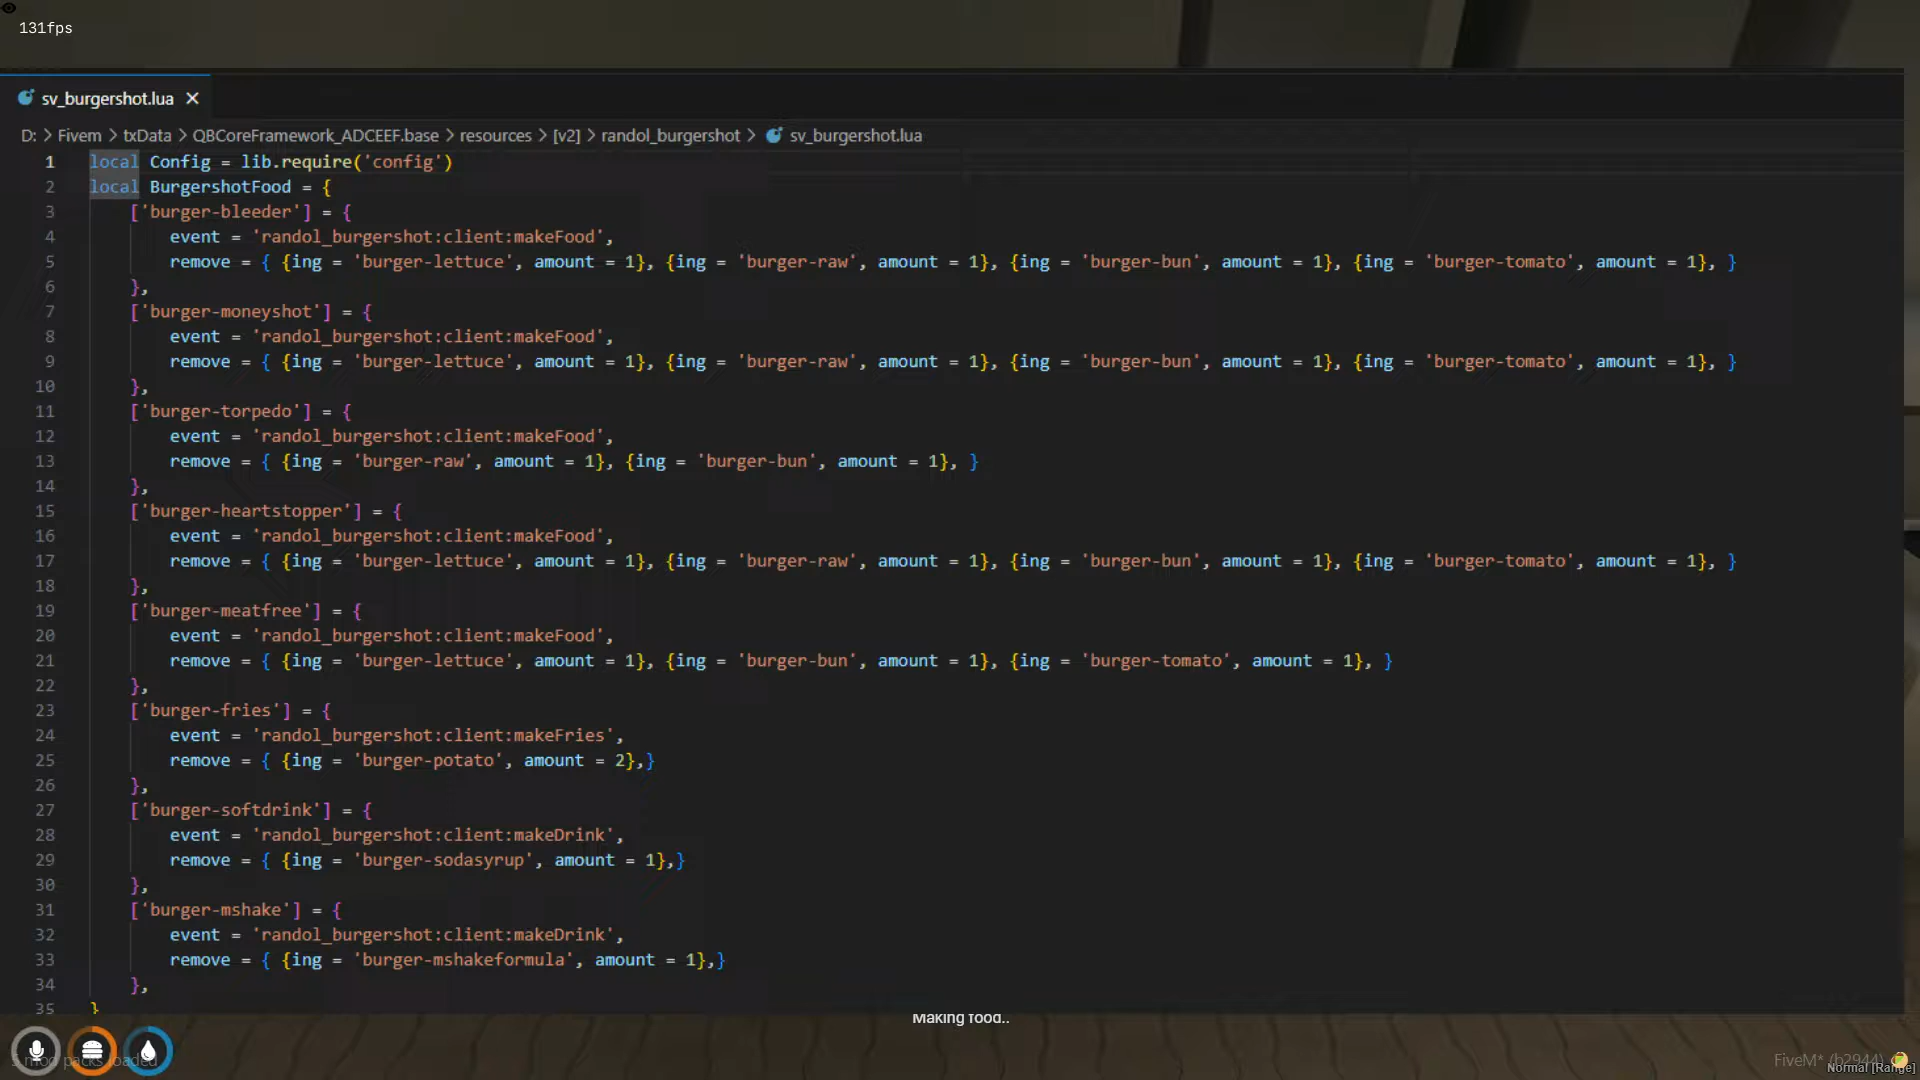 131fps
sv_burgershot.lua
D: > Fivem > txData > QBCoreFramework_ADCEEF.base > resources > [v2] > randol_burgershot > sv_burgershot.lua
1 local Config = lib.require('config')
2 local BurgershotFood = {
3 ['burger-bleeder'] = {
4 event = 'randol_burgershot:client:makeFood',
5 remove = { {ing = 'burger-lettuce', amount = 1}, {ing = 'burger-raw', amount = 1}, {ing = 'burger-bun', amount = 1}, {ing = 'burger-tomato', amount = 1}, }
6 },
7 ['burger-moneyshot'] = {
8 event = 'randol_burgershot:client:makeFood',
9 remove = { {ing = 'burger-lettuce', amount = 1}, {ing = 'burger-raw', amount = 1}, {ing = 'burger-bun', amount = 1}, {ing = 'burger-tomato', amount = 1}, }
10 },
11 ['burger-torpedo'] = {
12 event = 'randol_burgershot:client:makeFood',
13 remove = { {ing = 'burger-raw', amount = 1}, {ing = 'burger-bun', amount = 1}, }
14 },
15 ['burger-heartstopper'] = {
16 event = 'randol_burgershot:client:makeFood',
17 remove = { {ing = 'burger-lettuce', amount = 1}, {ing = 'burger-raw', amount = 1}, {ing = 'burger-bun', amount = 1}, {ing = 'burger-tomato', amount = 1}, }
18 },
19 ['burger-meatfree'] = {
20 event = 'randol_burgershot:client:makeFood',
21 remove = { {ing = 'burger-lettuce', amount = 1}, {ing = 'burger-bun', amount = 1}, {ing = 'burger-tomato', amount = 1}, }
22 },
23 ['burger-fries'] = {
24 event = 'randol_burgershot:client:makeFries',
25 remove = { {ing = 'burger-potato', amount = 2},}
26 },
27 ['burger-softdrink'] = {
28 event = 'randol_burgershot:client:makeDrink',
29 remove = { {ing = 'burger-sodasyrup', amount = 1},}
30 },
31 ['burger-mshake'] = {
32 event = 'randol_burgershot:client:makeDrink',
33 remove = { {ing = 'burger-mshakeformula', amount = 1},}
34 },
35 }
Making food..
mod packs loaded
FiveM* (b2944)
Normal [Range]